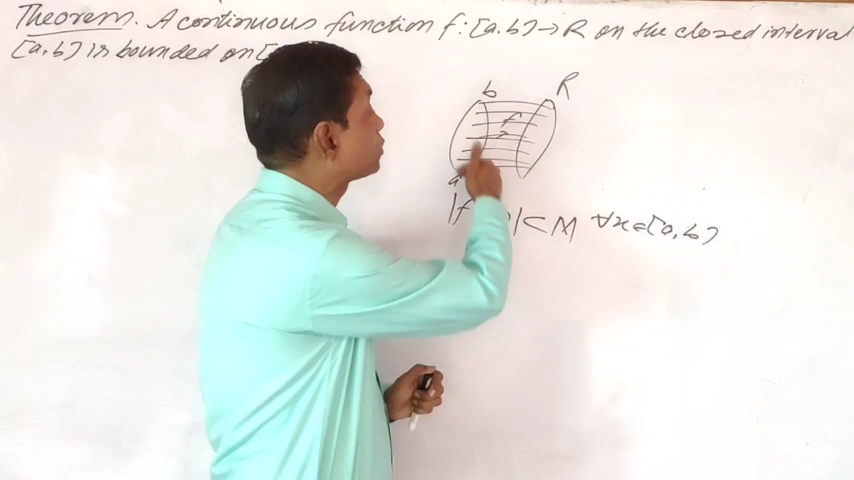 Theorem. A continuous function f: [a,b] → R on the closed interval
[a,b] is bounded on [
b R
f
a
|f )| < M ∀x∈[a,b]